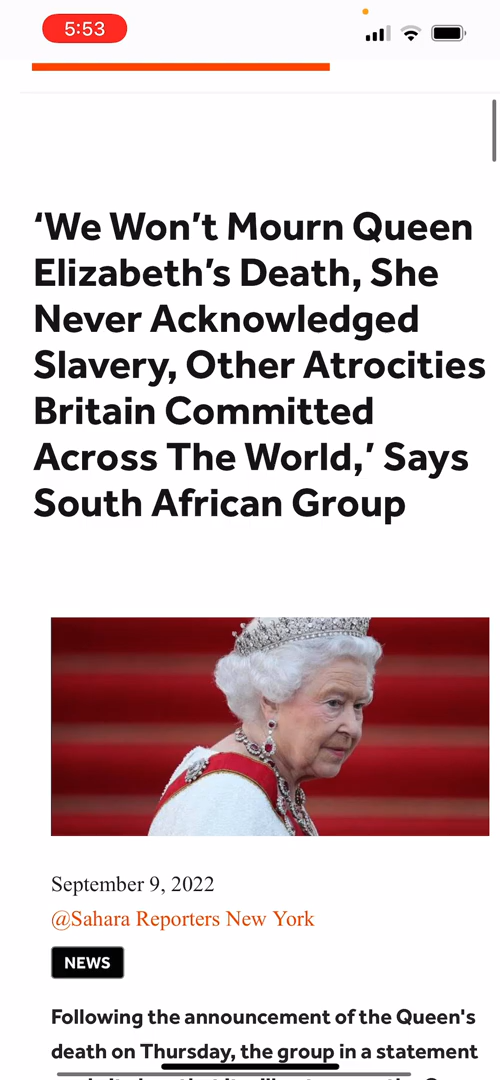 5:53
‘We Won’t Mourn Queen
Elizabeth’s Death, She
Never Acknowledged
Slavery, Other Atrocities
Britain Committed
Across The World,’ Says
South African Group
September 9, 2022
@Sahara Reporters New York
NEWS
Following the announcement of the Queen's
death on Thursday, the group in a statement